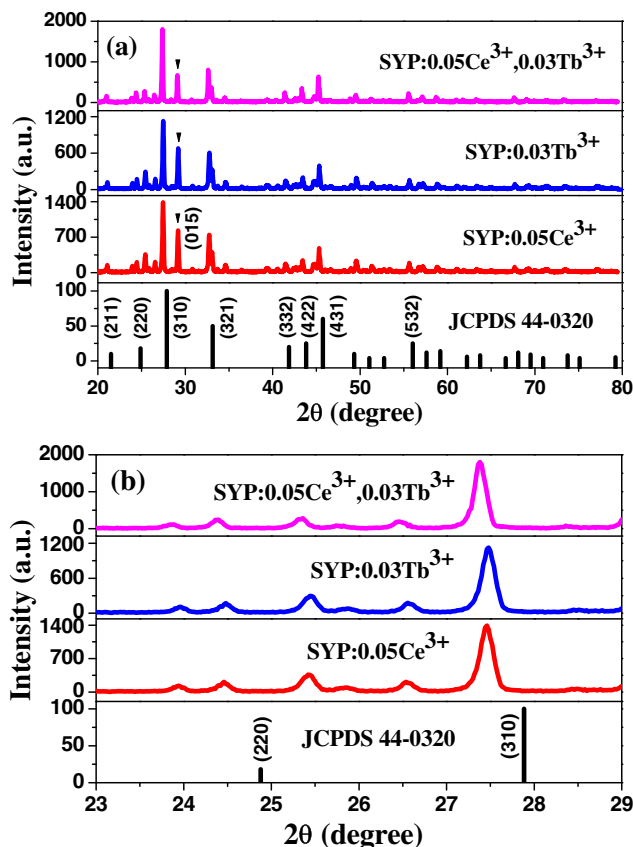 (a)
SYP:0.05Ce³⁺,0.03Tb³⁺
SYP:0.03Tb³⁺
SYP:0.05Ce³⁺
(015)
JCPDS 44-0320
(211) (220) (310) (321) (332) (422) (431) (532)
Intensity (a.u.)
2000
1000
0
1200
600
0
1400
700
0
100
50
0
20 30 40 50 60 70 80
2θ (degree)
(b)
SYP:0.05Ce³⁺,0.03Tb³⁺
SYP:0.03Tb³⁺
SYP:0.05Ce³⁺
JCPDS 44-0320
(220) (310)
Intensity (a.u.)
2000
1000
0
1200
600
0
1400
700
0
100
50
0
23 24 25 26 27 28 29
2θ (degree)